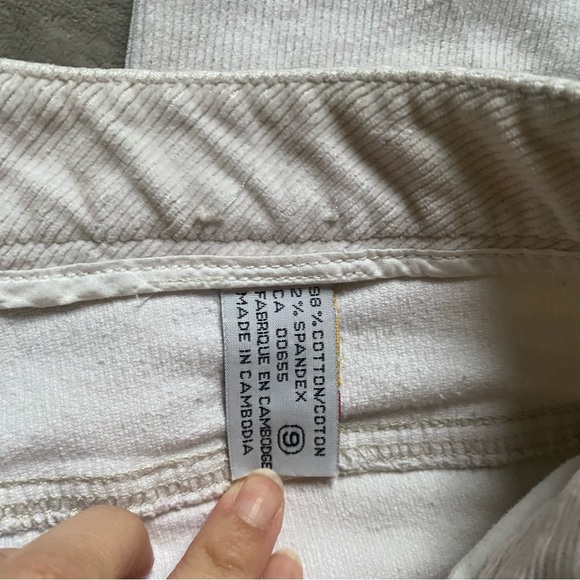 98 % COTTON/COTON
2 % SPANDEX
CA 00655
FABRIQUE EN CAMBODGE
MADE IN CAMBODIA
9